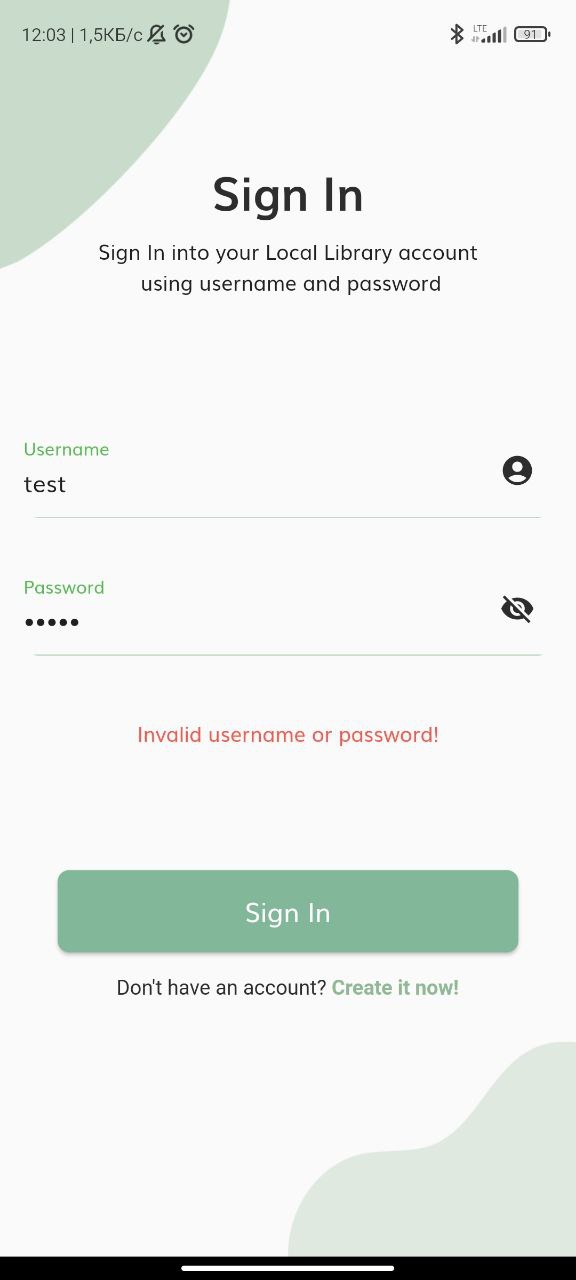 12:03 | 1,5КБ/с
LTE
91
Sign In
Sign In into your Local Library account
using username and password
Username
test
Password
•••••
Invalid username or password!
Sign In
Don't have an account? Create it now!